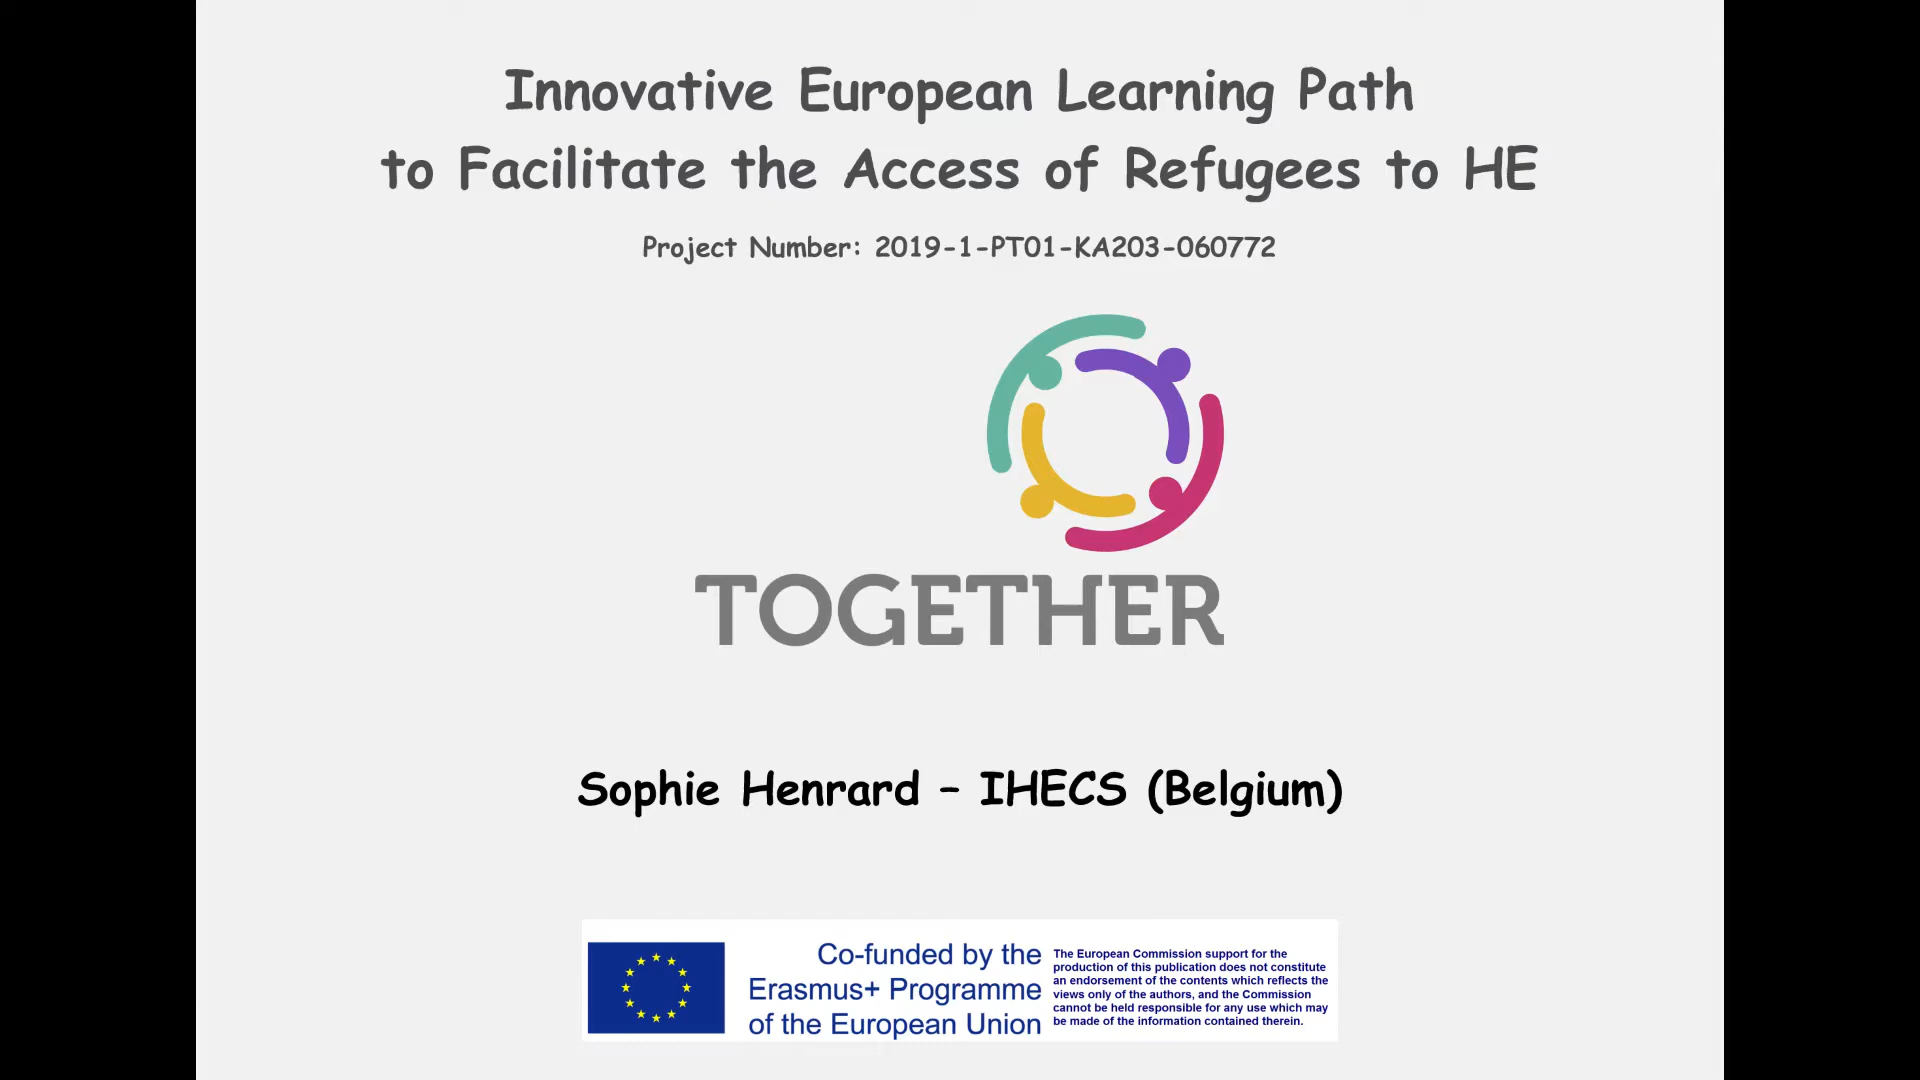 Innovative European Learning Path
to Facilitate the Access of Refugees to HE
Project Number: 2019-1-PT01-KA203-060772
TOGETHER
Sophie Henrard – IHECS (Belgium)
Co-funded by the
Erasmus+ Programme
of the European Union
The European Commission support for the
production of this publication does not constitute
an endorsement of the contents which reflects the
views only of the authors, and the Commission
cannot be held responsible for any use which may
be made of the information contained therein.